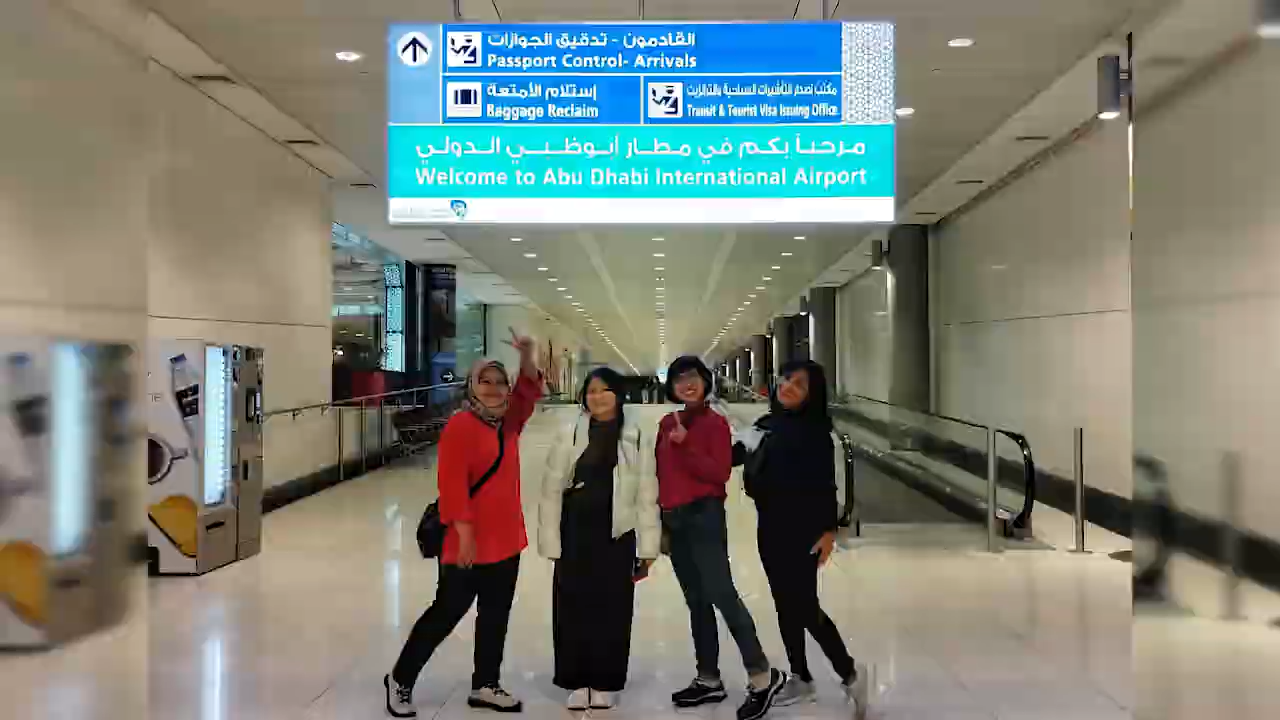 القادمون - تدقيق الجوازات
Passport Control- Arrivals
إستلام الأمتعة
Baggage Reclaim
مكتب إصدار التأشيرات السياحية والترانزيت
Transit & Tourist Visa Issuing Office
مرحباً بكم في مطار أبوظبي الدولي
Welcome to Abu Dhabi International Airport